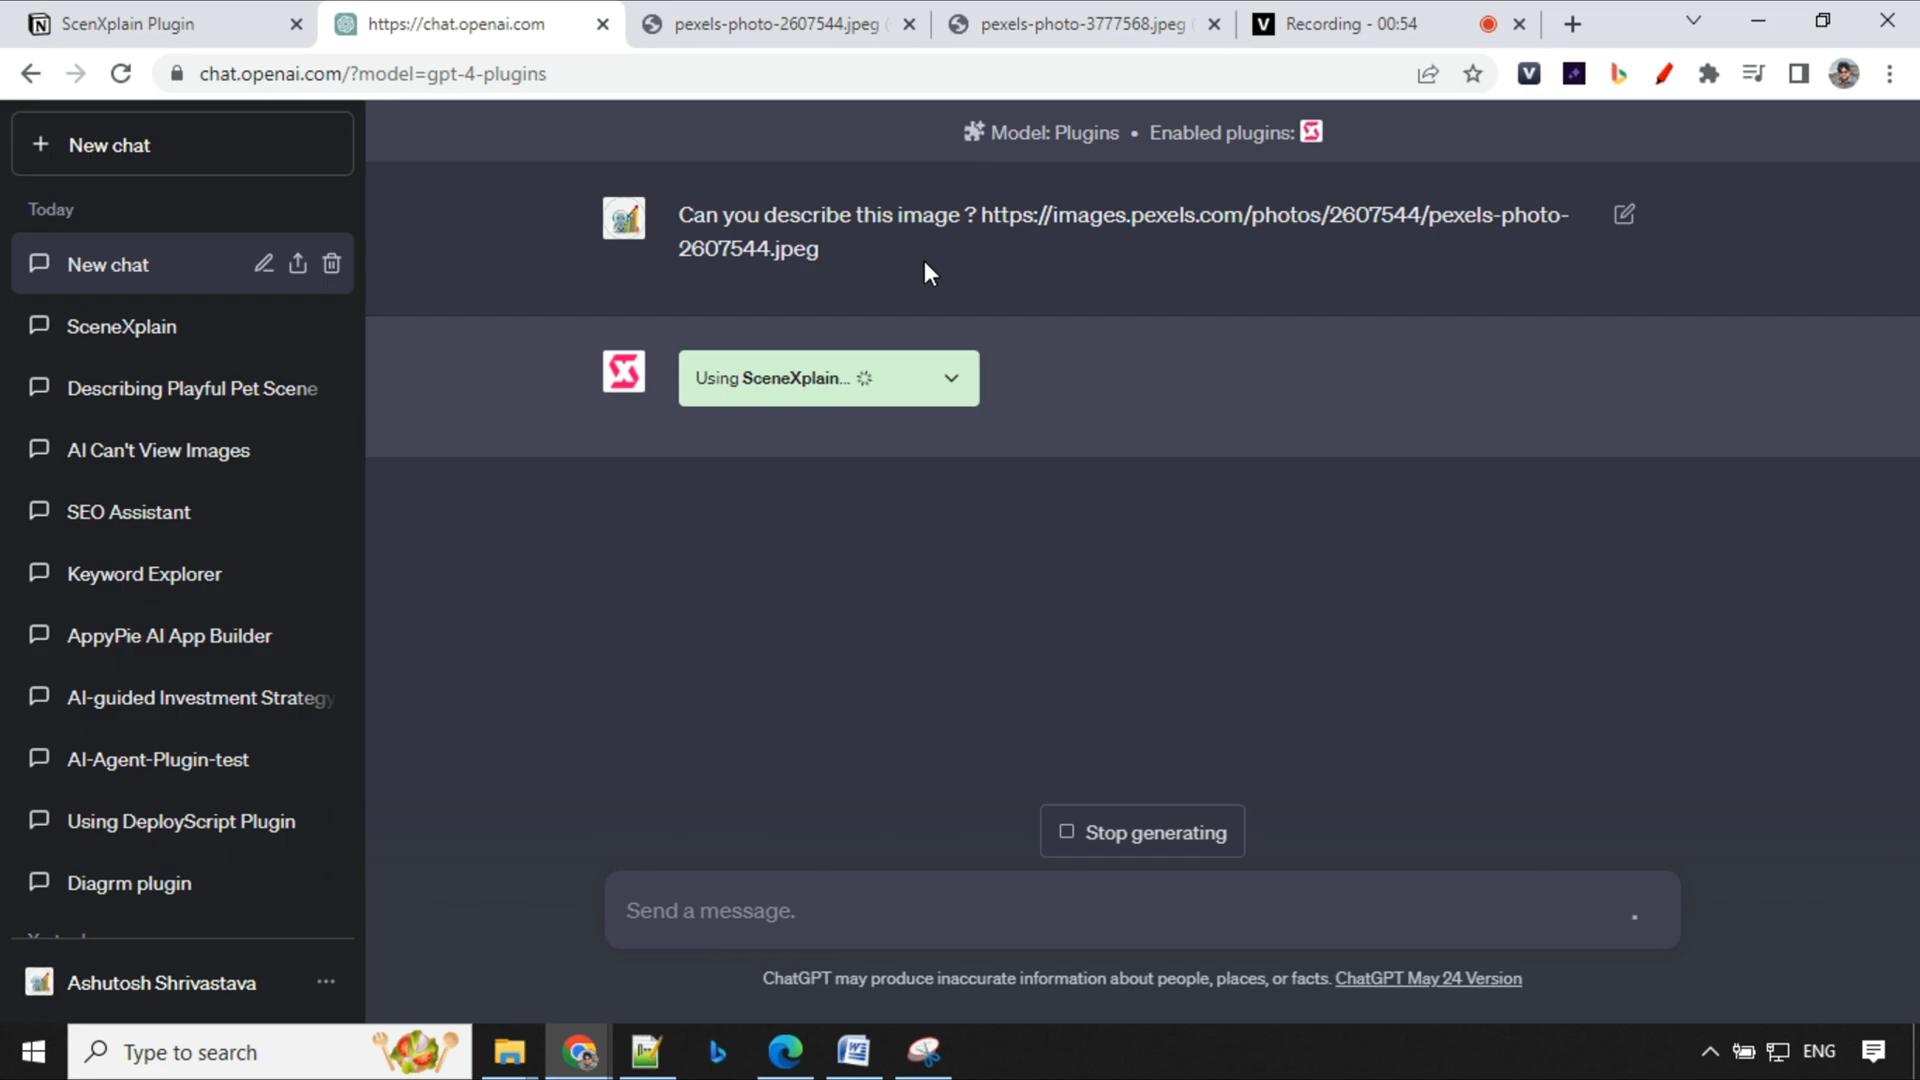 ScenXplain Plugin
https://chat.openai.com
pexels-photo-2607544.jpeg
pexels-photo-3777568.jpeg
Recording - 00:54
chat.openai.com/?model=gpt-4-plugins
New chat
Model: Plugins • Enabled plugins:
Today
New chat
SceneXplain
Describing Playful Pet Scene
AI Can't View Images
SEO Assistant
Keyword Explorer
AppyPie AI App Builder
AI-guided Investment Strategy
AI-Agent-Plugin-test
Using DeployScript Plugin
Diagrm plugin
Ashutosh Shrivastava
Can you describe this image ? https://images.pexels.com/photos/2607544/pexels-photo-
2607544.jpeg
Using SceneXplain...
Stop generating
Send a message.
ChatGPT may produce inaccurate information about people, places, or facts. ChatGPT May 24 Version
Type to search
ENG